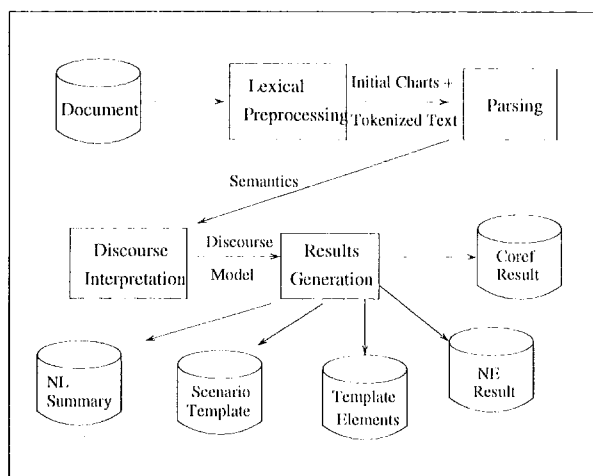 Document
Lexical
Preprocessing
Initial Charts +
Tokenized Text
Parsing
Semantics
Discourse
Interpretation
Discourse
Model
Results
Generation
Coref
Result
NL
Summary
Scenario
Template
Template
Elements
NE
Result